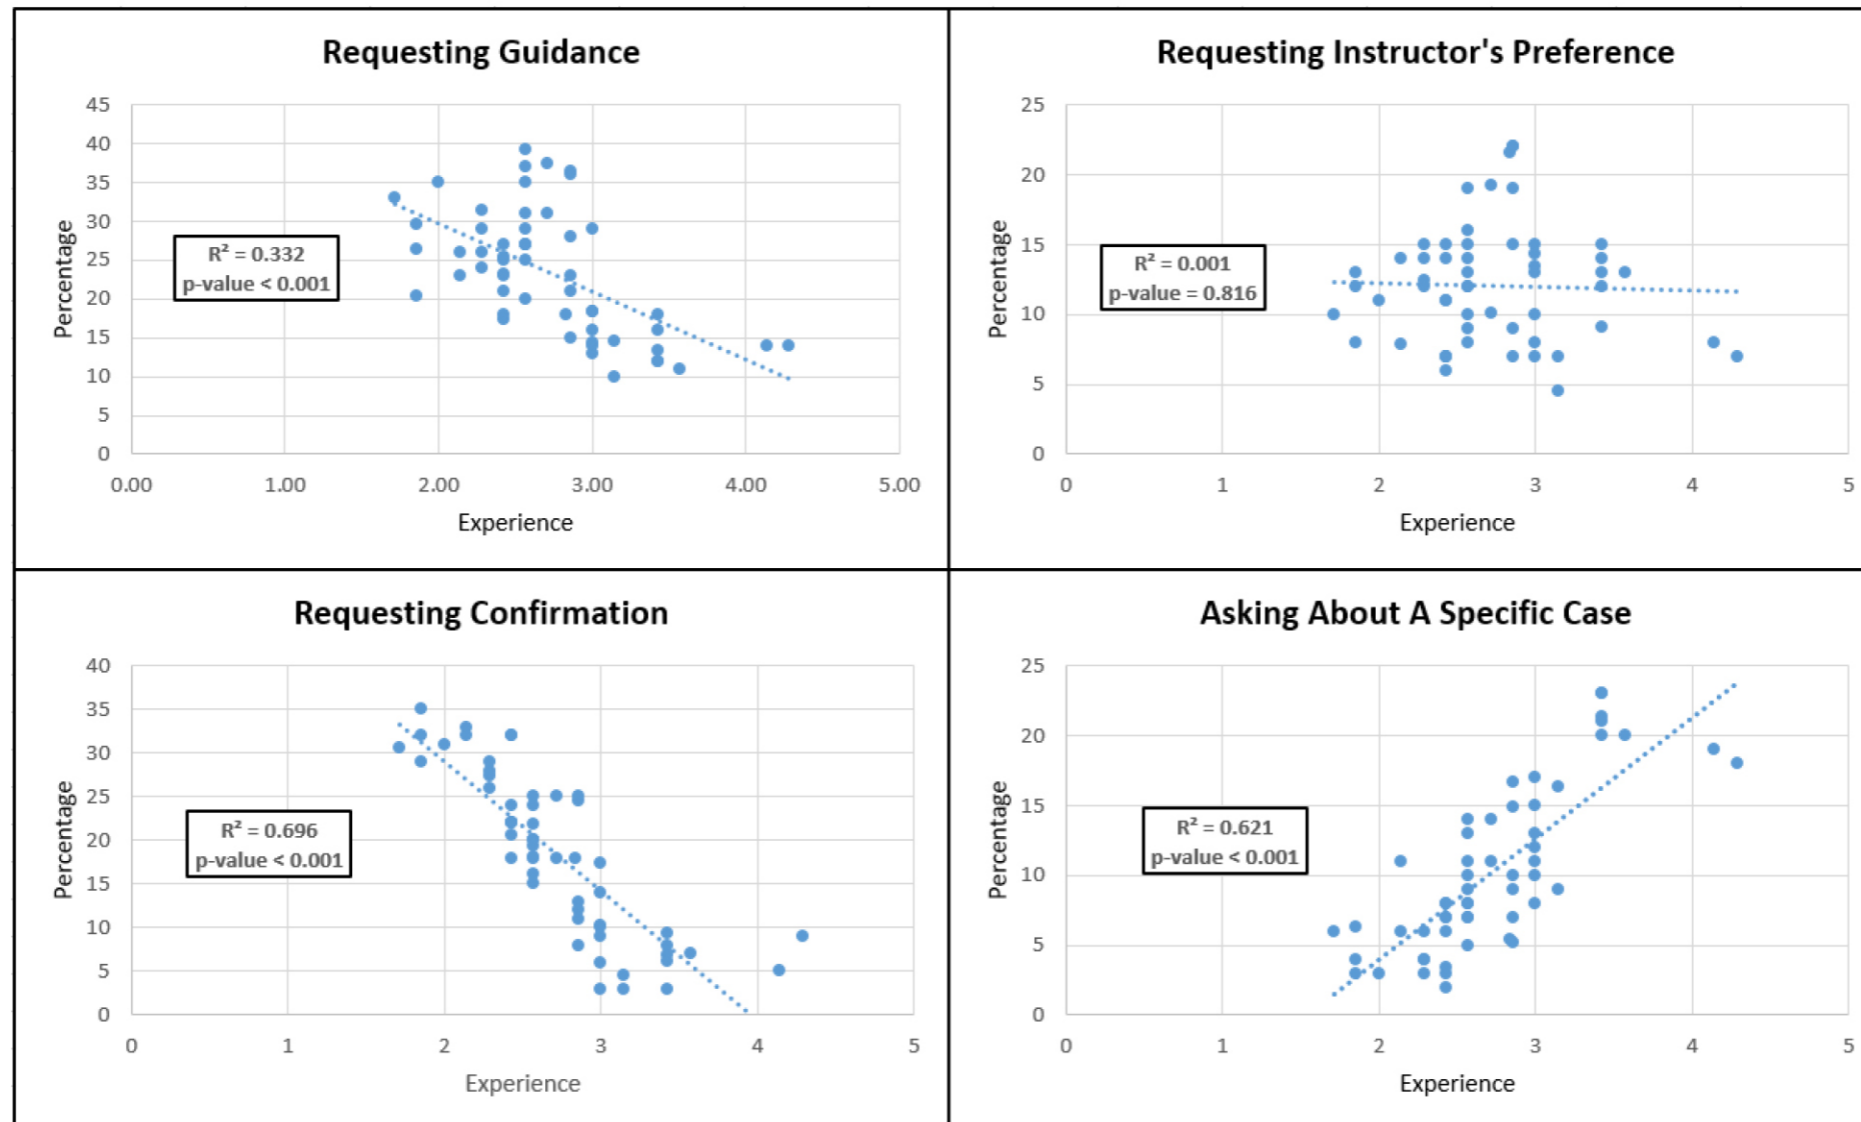 Requesting Guidance
45
40
35
30
25
20
15
10
5
0
Percentage
R² = 0.332
p-value < 0.001
0.00 1.00 2.00 3.00 4.00 5.00
Experience
Requesting Instructor's Preference
25
20
15
10
5
0
Percentage
R² = 0.001
p-value = 0.816
0 1 2 3 4 5
Experience
Requesting Confirmation
40
35
30
25
20
15
10
5
0
Percentage
R² = 0.696
p-value < 0.001
0 1 2 3 4 5
Experience
Asking About A Specific Case
25
20
15
10
5
0
Percentage
R² = 0.621
p-value < 0.001
0 1 2 3 4 5
Experience